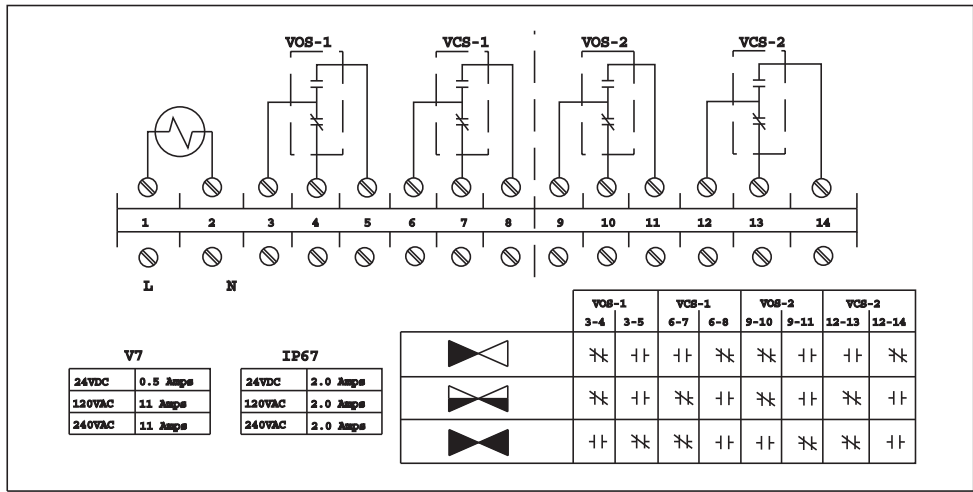 VOS-1 VCS-1 VOS-2 VCS-2
1 2 3 4 5 6 7 8 9 10 11 12 13 14
L N
VOS-1 VCS-1 VOS-2 VCS-2
3-4 3-5 6-7 6-8 9-10 9-11 12-13 12-14
V7
24VDC 0.5 Amps
120VAC 11 Amps
240VAC 11 Amps
IP67
24VDC 2.0 Amps
120VAC 2.0 Amps
240VAC 2.0 Amps